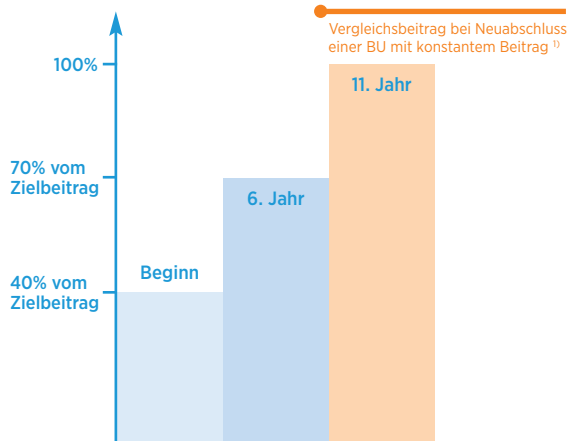 Vergleichsbeitrag bei Neuabschluss
einer BU mit konstantem Beitrag ¹⁾
100%
11. Jahr
70% vom
Zielbeitrag
6. Jahr
Beginn
40% vom
Zielbeitrag